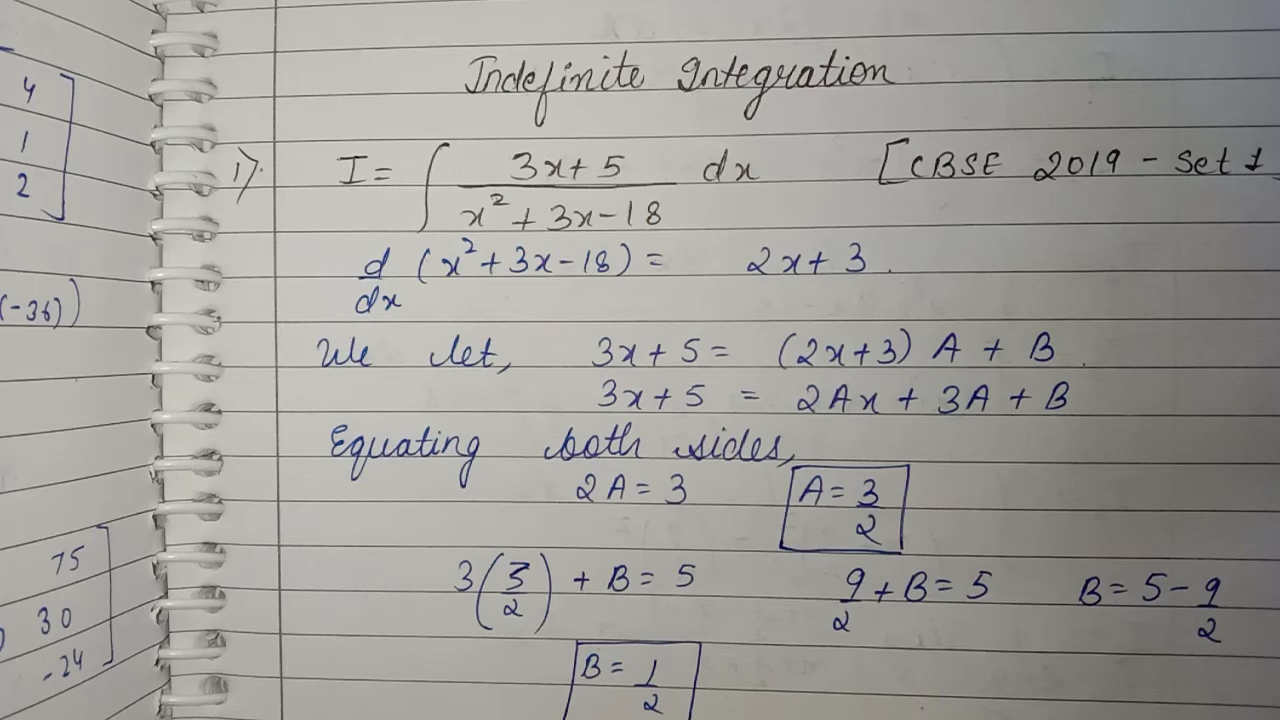 4
1
2
(-36))
75
30
-24
Indefinite Integration
1). I = ∫ (3x+5)/(x²+3x-18) dx [CBSE 2019 - Set 1
d/dx (x²+3x-18) = 2x+3.
We let, 3x+5 = (2x+3) A + B.
3x+5 = 2Ax + 3A + B
Equating both sides,
2A = 3 A = 3/2
3(3/2) + B = 5 9/2 + B = 5 B = 5 - 9/2
B = 1/2